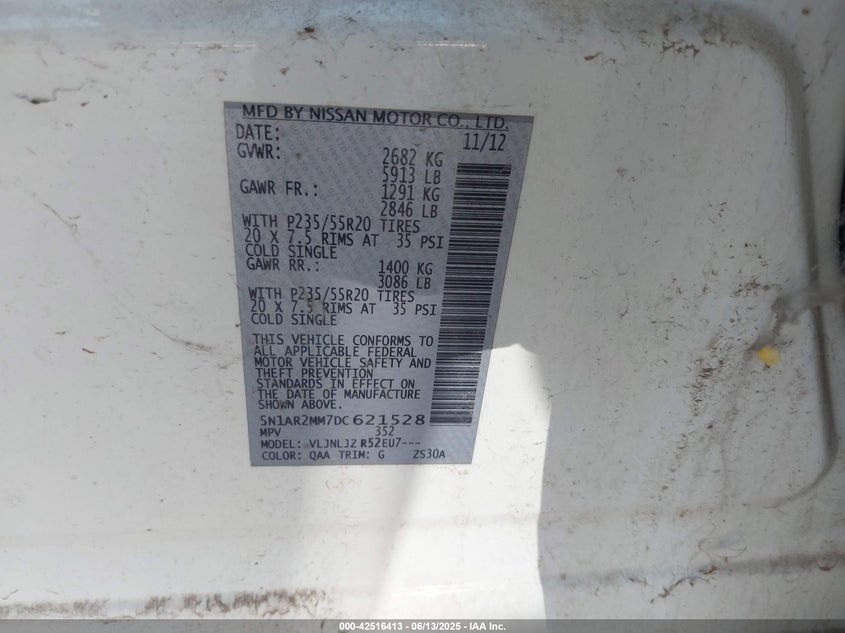 MFD BY NISSAN MOTOR CO., LTD.
DATE: 11/12
GVWR: 2682 KG
5913 LB
GAWR FR.: 1291 KG
2846 LB
WITH P235/55R20 TIRES
20 X 7.5 RIMS AT 35 PSI
COLD SINGLE
GAWR RR.: 1400 KG
3086 LB
WITH P235/55R20 TIRES
20 X 7.5 RIMS AT 35 PSI
COLD SINGLE
THIS VEHICLE CONFORMS TO
ALL APPLICABLE FEDERAL
MOTOR VEHICLE SAFETY AND
THEFT PREVENTION
STANDARDS IN EFFECT ON
THE DATE OF MANUFACTURE
SHOWN ABOVE.
5N1AR2MM7DC621528
MPV 352
MODEL: VLJNLJZ R52EU7---
COLOR: QAA TRIM: G ZS30A
000-42516413 - 06/13/2025 - IAA Inc.